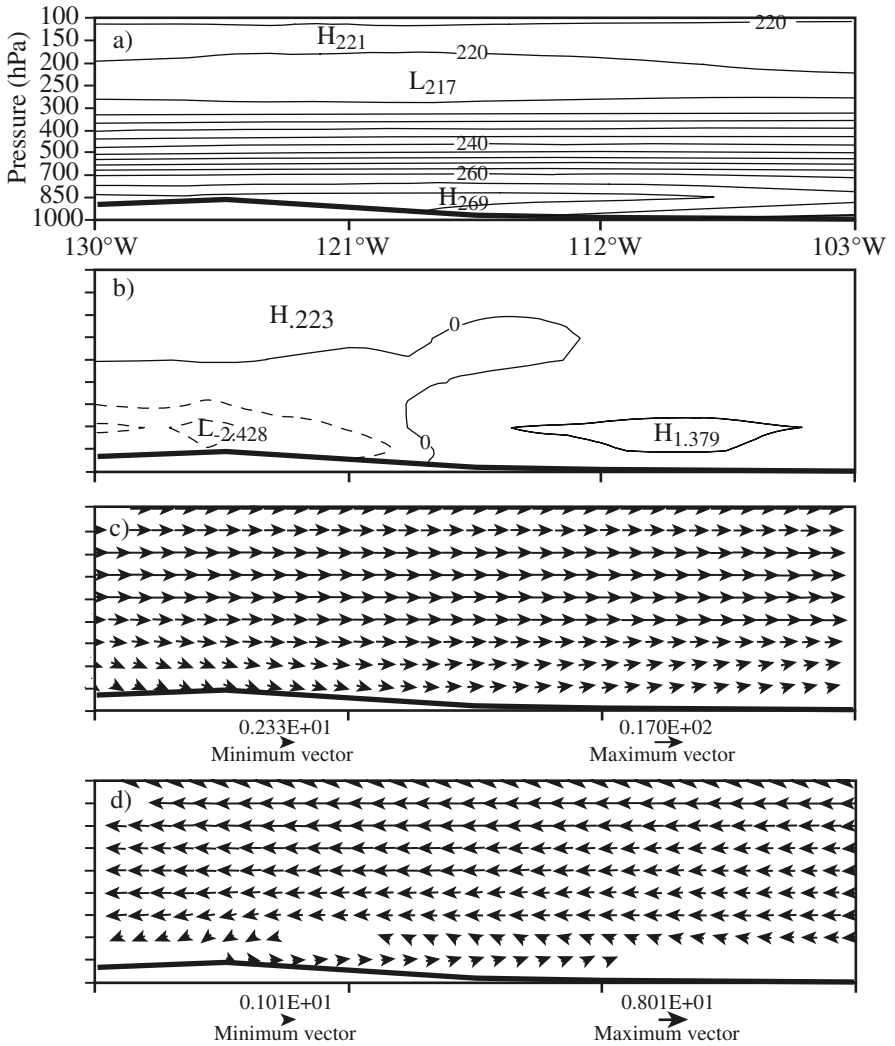 100
150
200
250
300
400
500
700
850
1000
Pressure (hPa)
a)
H221
220
220
L217
240
260
H269
130°W
121°W
112°W
103°W
b)
H.223
0
L-2.428
0
H1.379
c)
0.233E+01
Minimum vector
0.170E+02
Maximum vector
d)
0.101E+01
Minimum vector
0.801E+01
Maximum vector